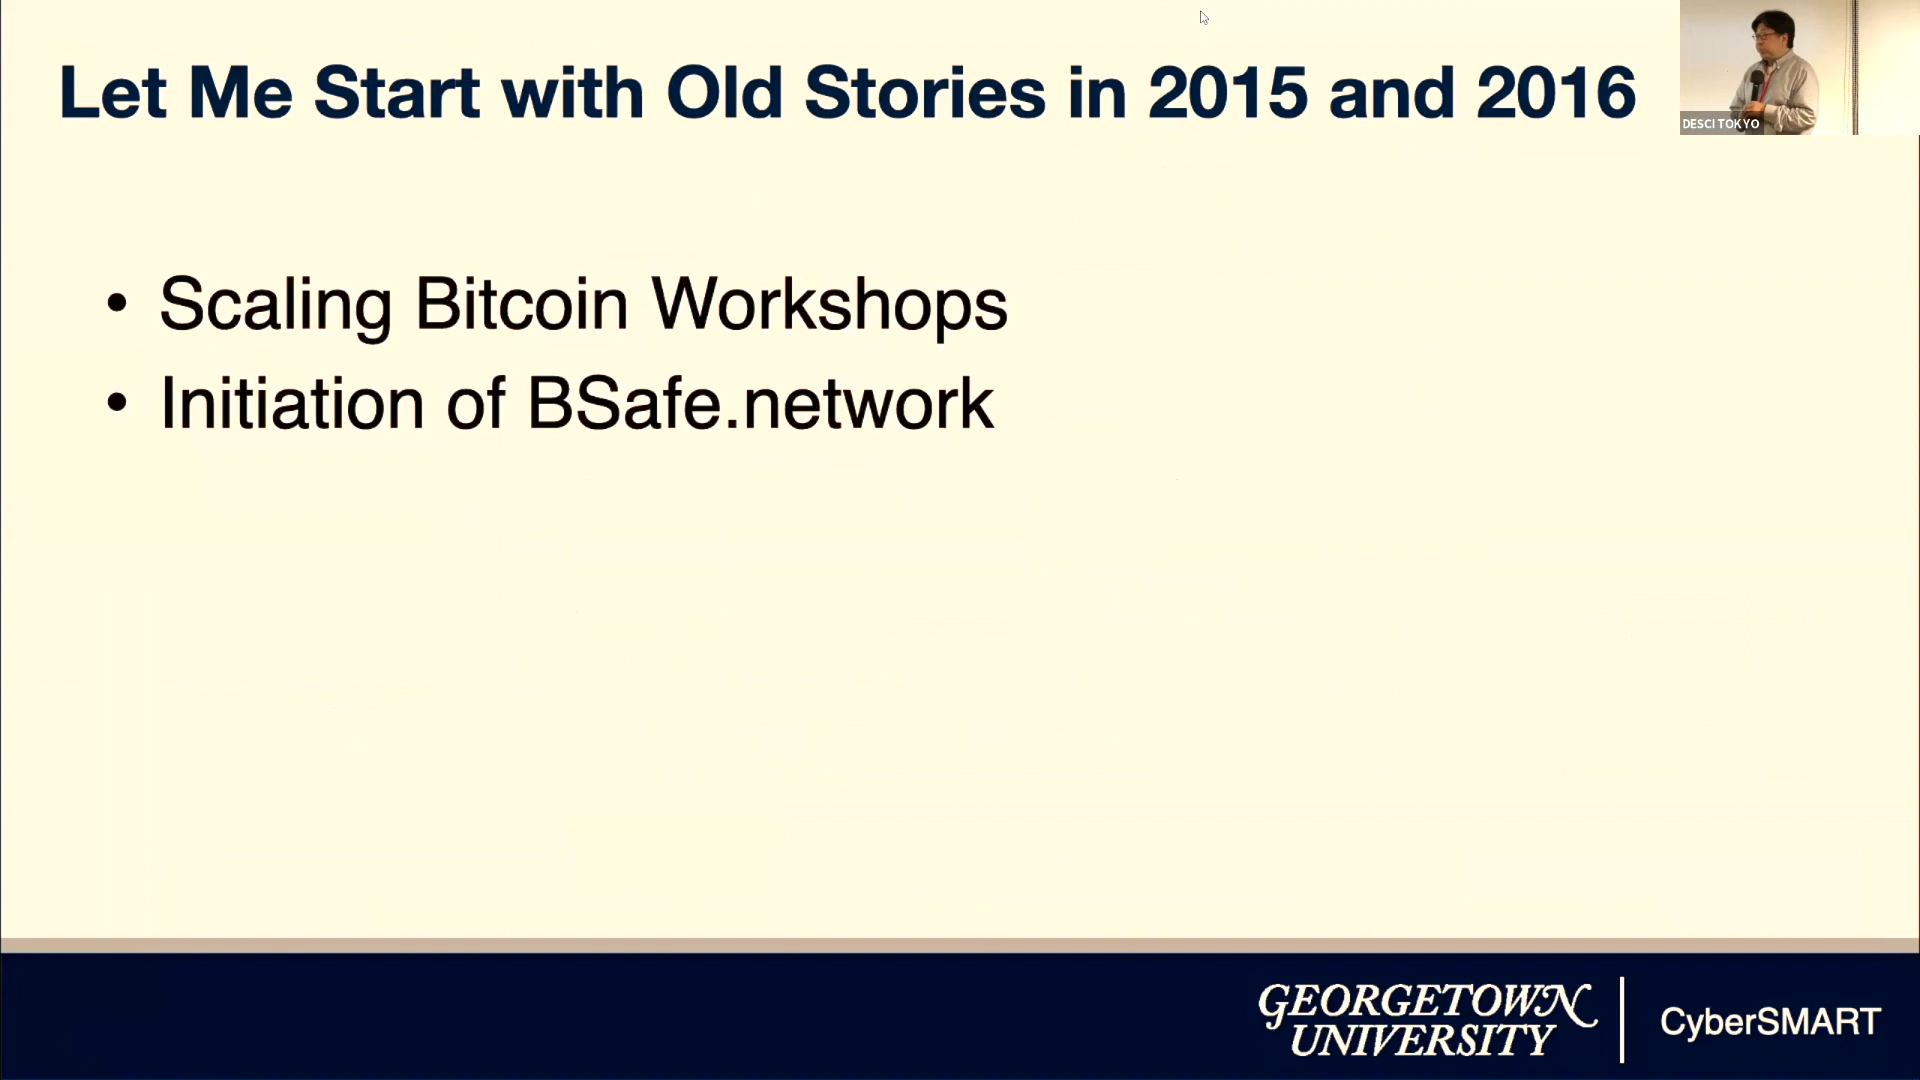 Let Me Start with Old Stories in 2015 and 2016
DESCI TOKYO
• Scaling Bitcoin Workshops
• Initiation of BSafe.network
GEORGETOWN
UNIVERSITY
CyberSMART